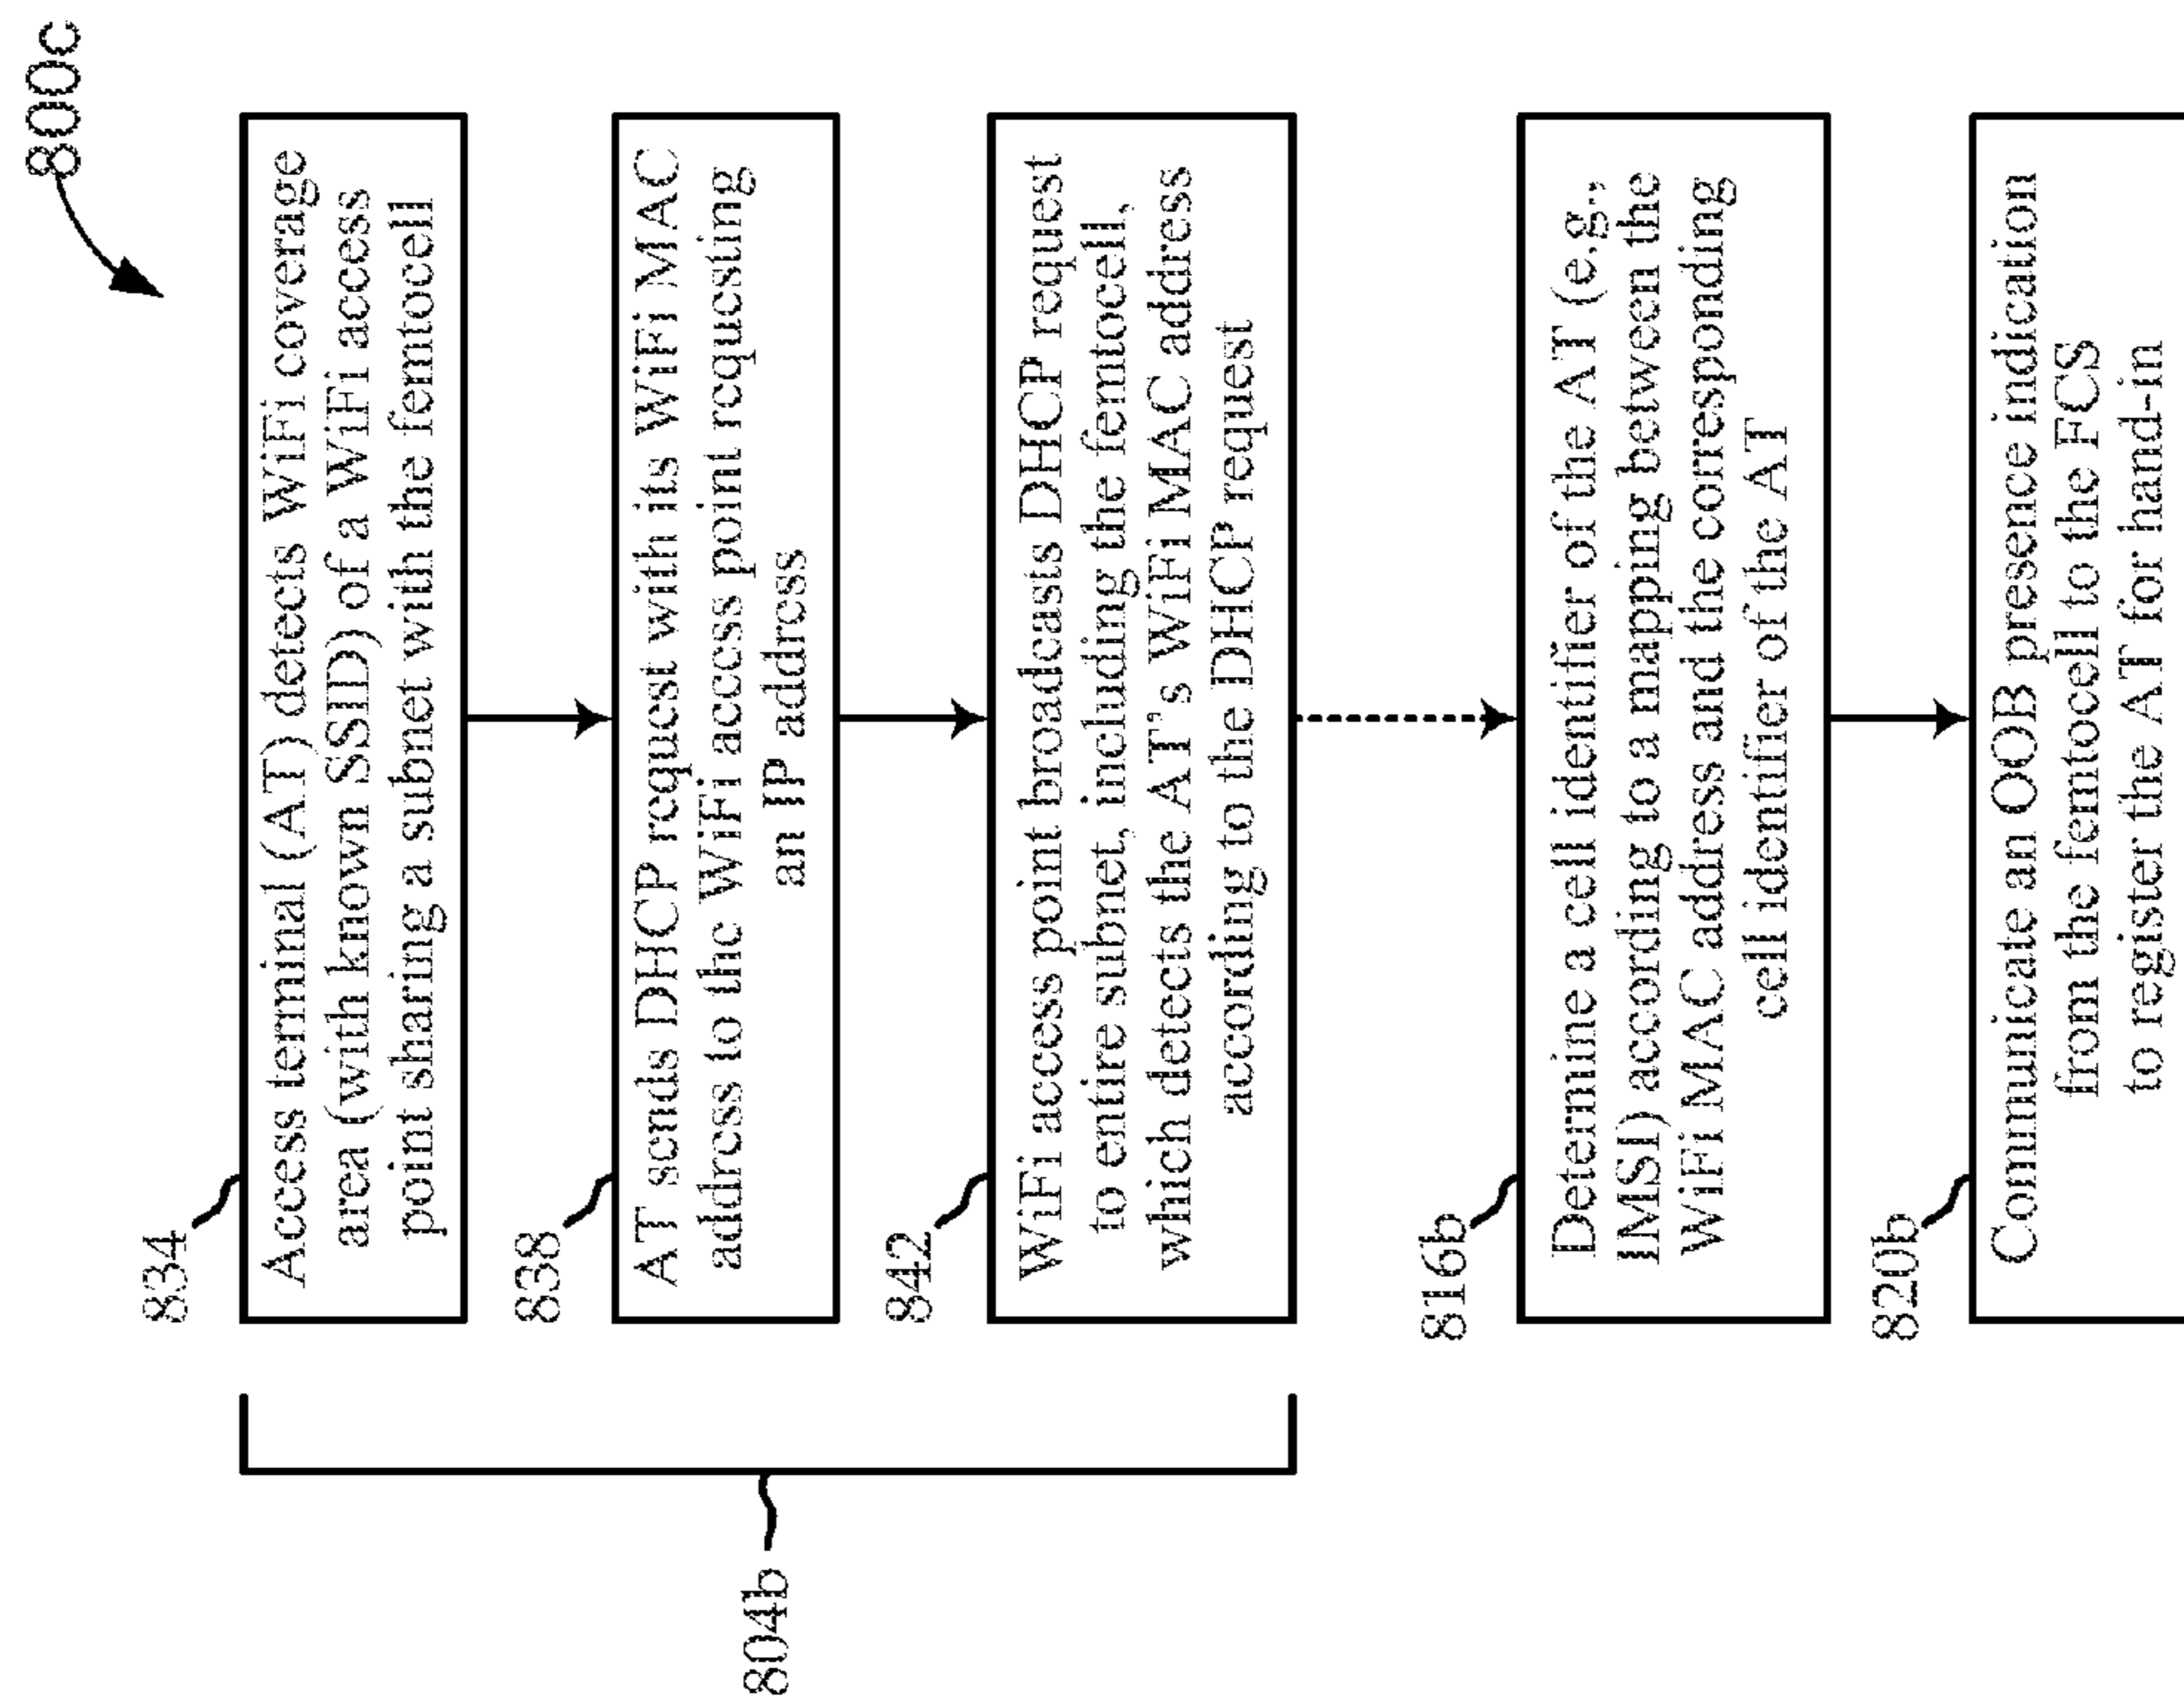 800c
834
Access terminal (AT) detects WiFi coverage
area (with known SSID) of a WiFi access
point sharing a subnet with the femtocell
838
AT sends DHCP request with its WiFi MAC
address to the WiFi access point requesting
an IP address
842
WiFi access point broadcasts DHCP request
to entire subnet, including the femtocell,
which detects the AT's WiFi MAC address
according to the DHCP request
804b
816b
Determine a cell identifier of the AT (e.g.,
IMSI) according to a mapping between the
WiFi MAC address and the corresponding
cell identifier of the AT
820b
Communicate an OOB presence indication
from the femtocell to the FCS
to register the AT for hand-in